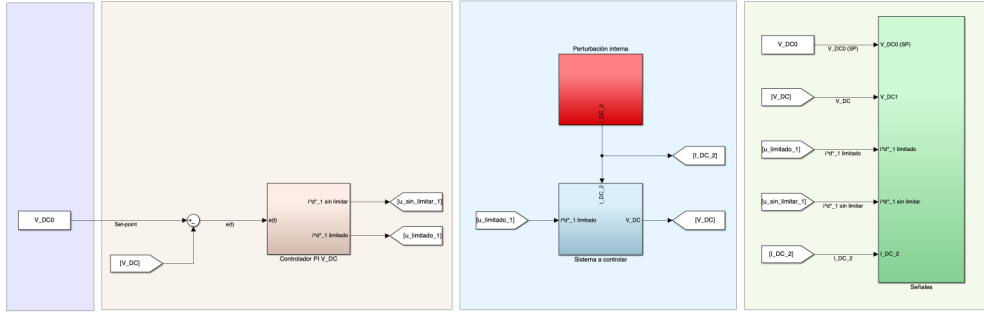 V_DC0
Set-point
[V_DC]
+
−
e(t)
e(t)
i^d*_1 sin limitar
i^d*_1 limitado
Controlador PI V_DC
[u_sin_limitar_1]
[u_limitado_1]
Perturbación interna
I_DC_2
[I_DC_2]
I_DC_2
[u_limitado_1]
i^d*_1 limitado
V_DC
[V_DC]
Sistema a controlar
V_DC0
V_DC0 (SP)
V_DC0 (SP)
[V_DC]
V_DC
V_DC1
[u_limitado_1]
i^d*_1 limitado
i^d*_1 limitado
[u_sin_limitar_1]
i^d*_1 sin limitar
i^d*_1 sin limitar
[I_DC_2]
I_DC_2
I_DC_2
Señales